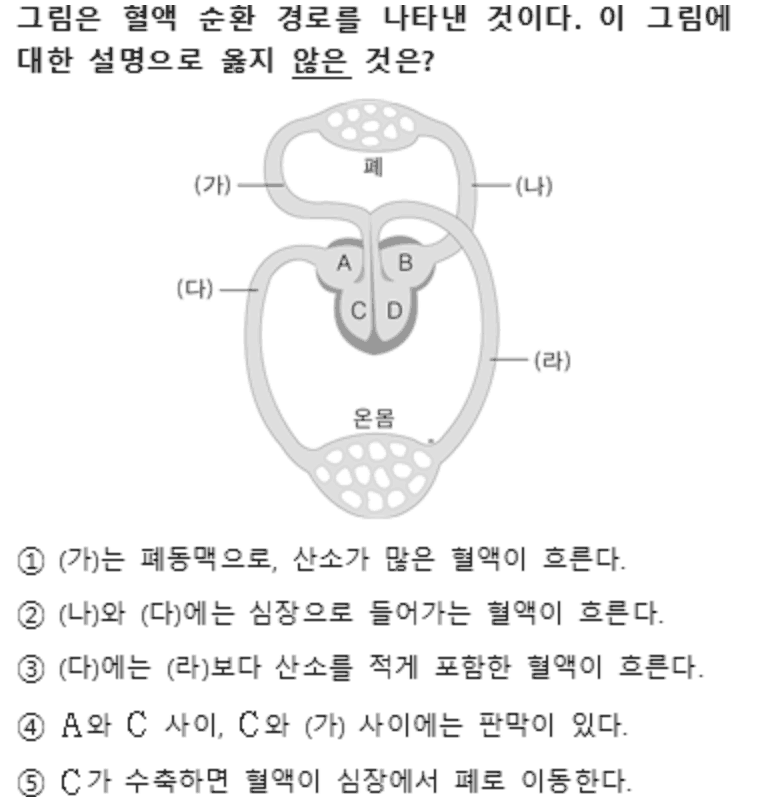 그림은 혈액 순환 경로를 나타낸 것이다. 이 그림에
대한 설명으로 옳지 않은 것은?
폐
(가)
(나)
A
B
(다)
C
D
(라)
온몸
① (가)는 폐동맥으로, 산소가 많은 혈액이 흐른다.
② (나)와 (다)에는 심장으로 들어가는 혈액이 흐른다.
③ (다)에는 (라)보다 산소를 적게 포함한 혈액이 흐른다.
④ A와 C 사이, C와 (가) 사이에는 판막이 있다.
⑤ C가 수축하면 혈액이 심장에서 폐로 이동한다.